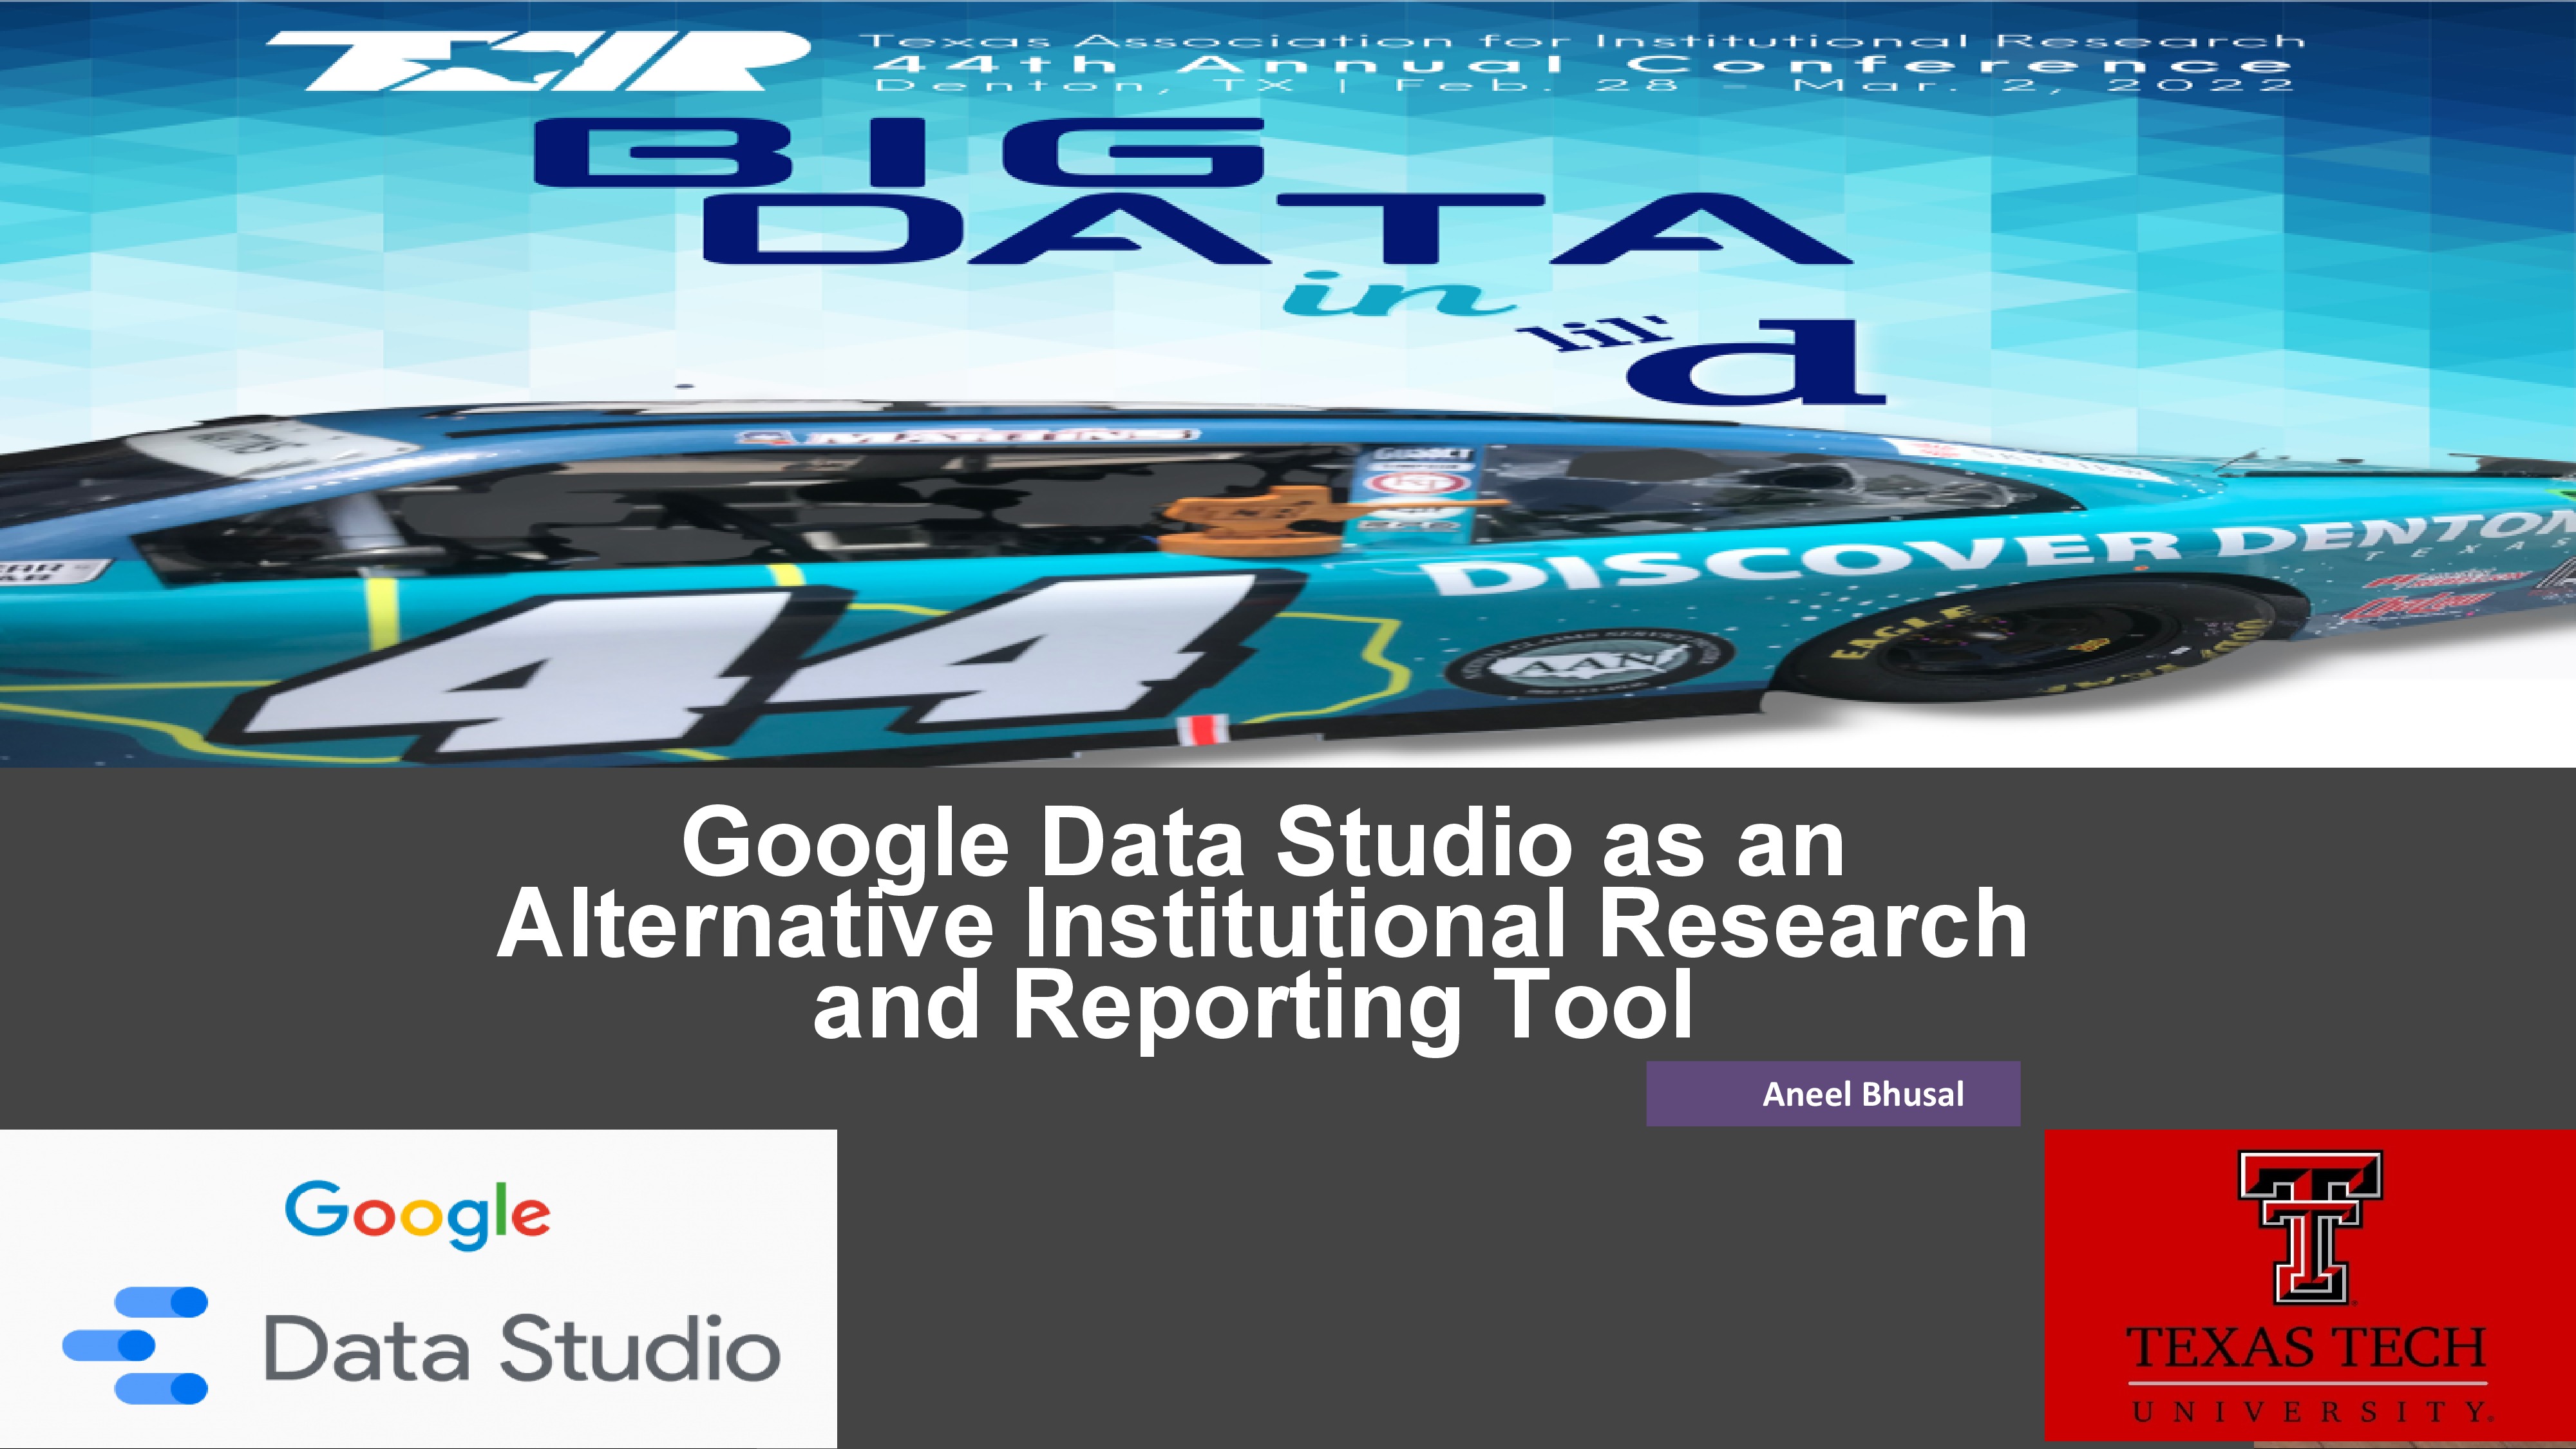 TAIR
Texas Association for Institutional Research
44th Annual Conference
Denton, TX | Feb. 28 - Mar. 2, 2022
BIG
DATA
in
lil'
d
DISCOVER DENTON
TEXAS
44
AAN
EAGLE
Google Data Studio as an
Alternative Institutional Research
and Reporting Tool
Aneel Bhusal
Google
Data Studio
TEXAS TECH
UNIVERSITY.